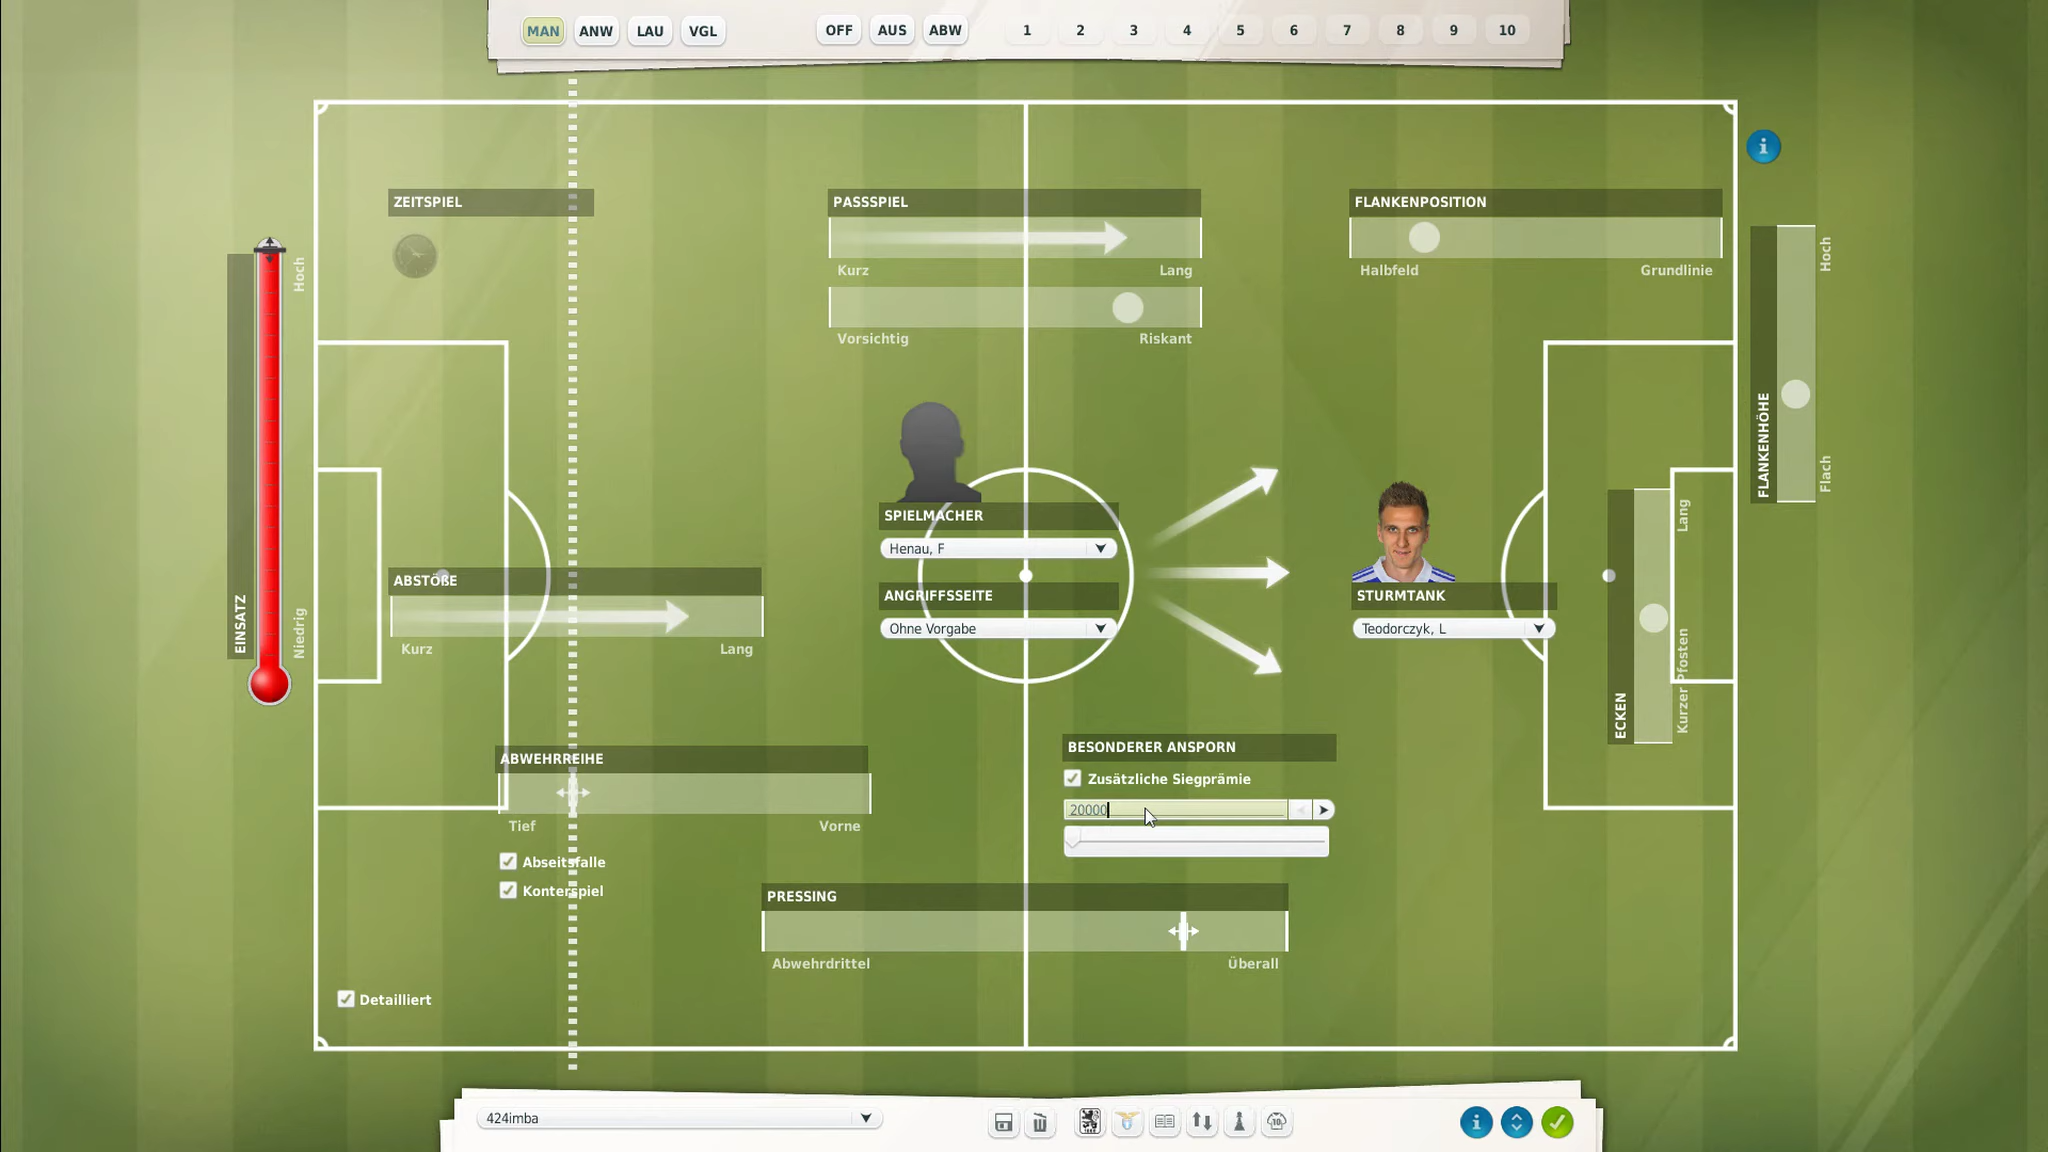 MAN ANW LAU VGL OFF AUS ABW 1 2 3 4 5 6 7 8 9 10
ZEITSPIEL
PASSSPIEL
Kurz Lang
Vorsichtig Riskant
FLANKENPOSITION
Halbfeld Grundlinie
EINSATZ
Hoch
Niedrig
FLANKENHÖHE
Hoch
Flach
SPIELMACHER
Henau, F
ANGRIFFSSEITE
Ohne Vorgabe
STURMTANK
Teodorczyk, L
ECKEN
Lang
Kurzer Pfosten
ABSTÖßE
Kurz Lang
ABWEHRREIHE
Tief Vorne
Abseitsfalle
Konterspiel
BESONDERER ANSPORN
Zusätzliche Siegprämie
20000
PRESSING
Abwehrdrittel Überall
Detailliert
424imba
10